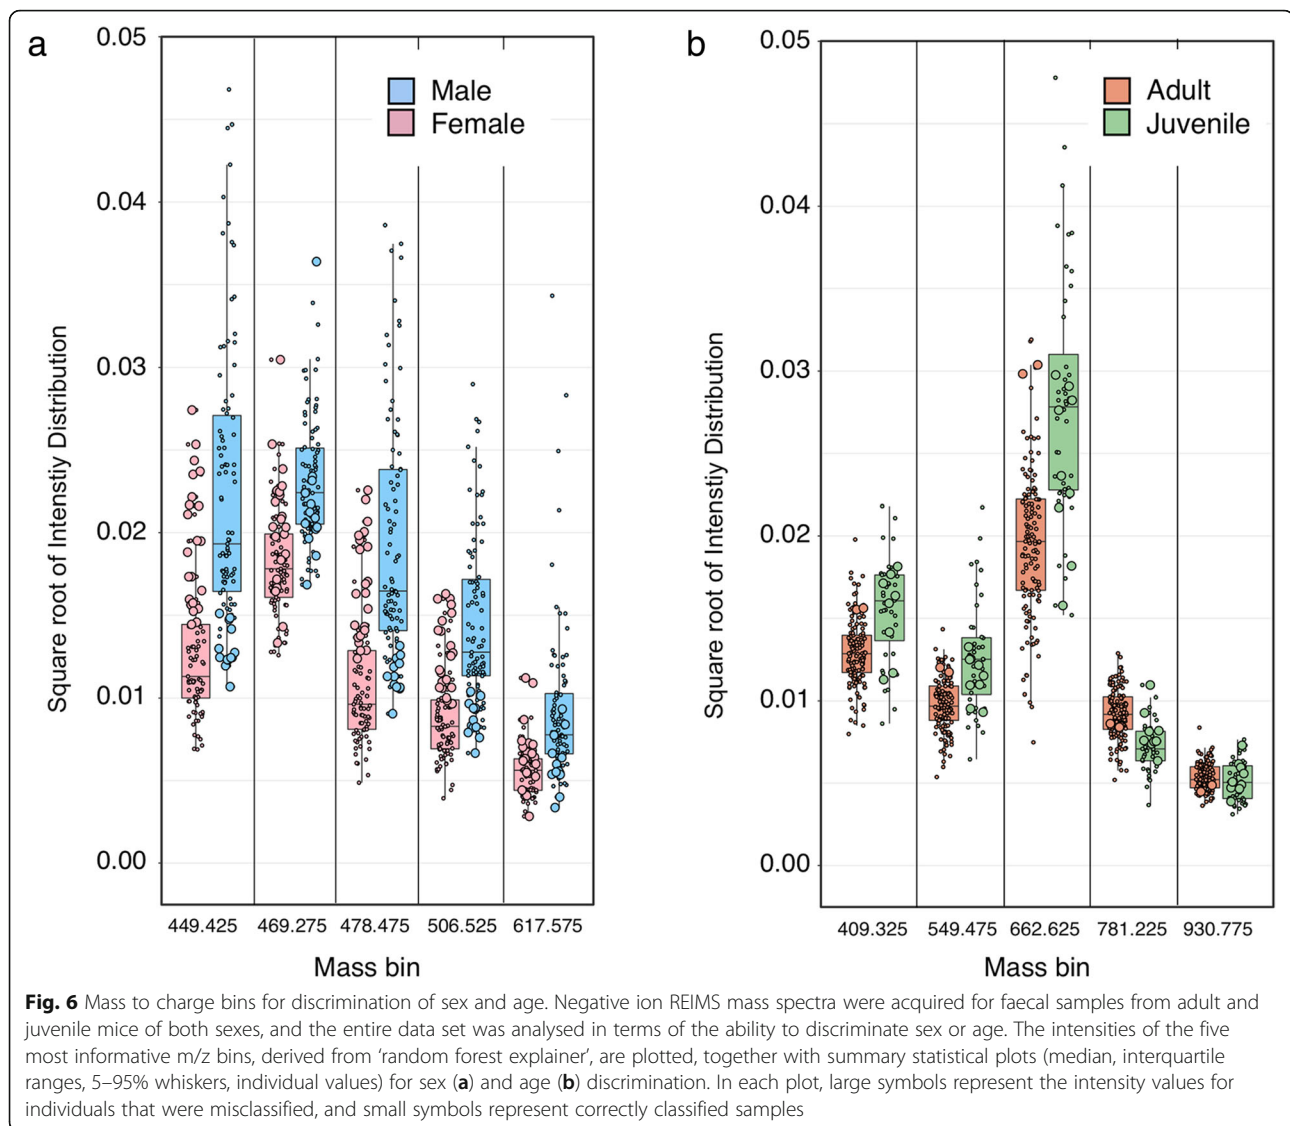 a
0.05
0.04
0.03
0.02
0.01
0.00
Square root of Intenstiy Distribution
Male
Female
449.425 469.275 478.475 506.525 617.575
Mass bin
b
0.05
0.04
0.03
0.02
0.01
0.00
Square root of Intenstiy Distribution
Adult
Juvenile
409.325 549.475 662.625 781.225 930.775
Mass bin
Fig. 6 Mass to charge bins for discrimination of sex and age. Negative ion REIMS mass spectra were acquired for faecal samples from adult and
juvenile mice of both sexes, and the entire data set was analysed in terms of the ability to discriminate sex or age. The intensities of the five
most informative m/z bins, derived from ‘random forest explainer’, are plotted, together with summary statistical plots (median, interquartile
ranges, 5–95% whiskers, individual values) for sex (a) and age (b) discrimination. In each plot, large symbols represent the intensity values for
individuals that were misclassified, and small symbols represent correctly classified samples